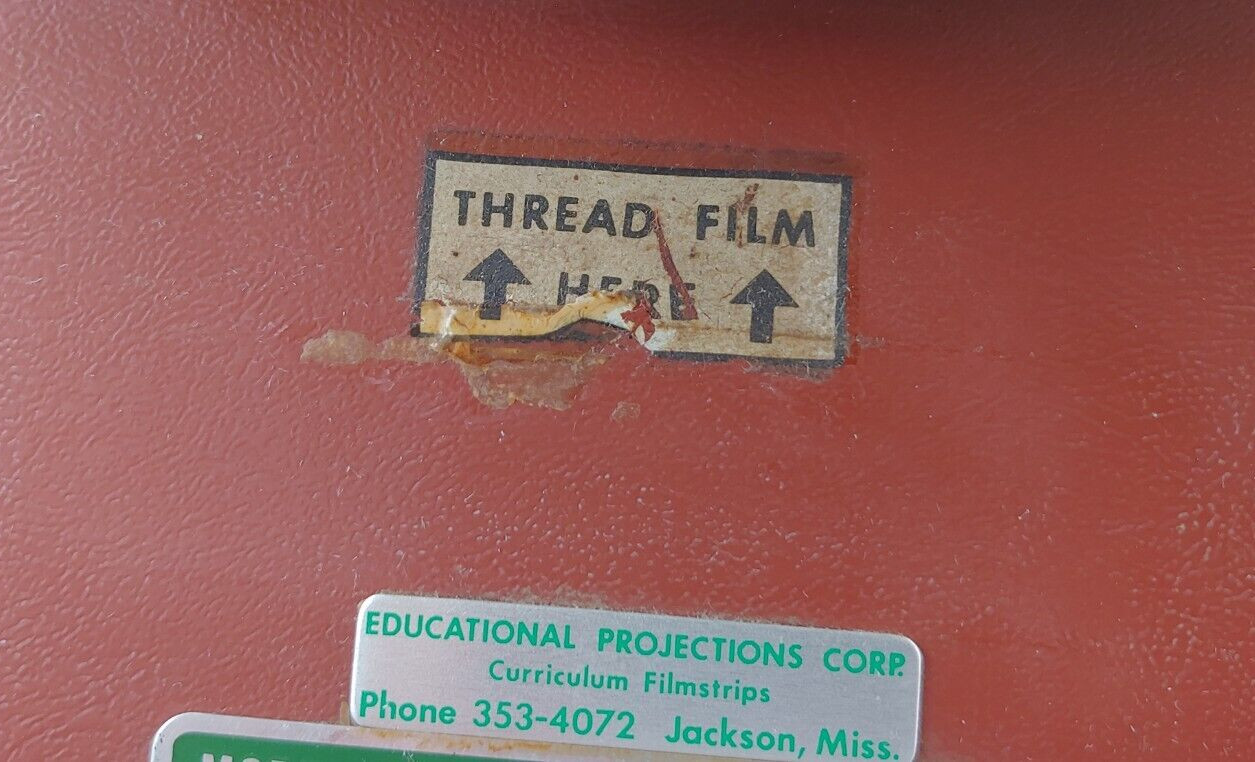 THREAD FILM
HERE
EDUCATIONAL PROJECTIONS CORP.
Curriculum Filmstrips
Phone 353-4072 Jackson, Miss.